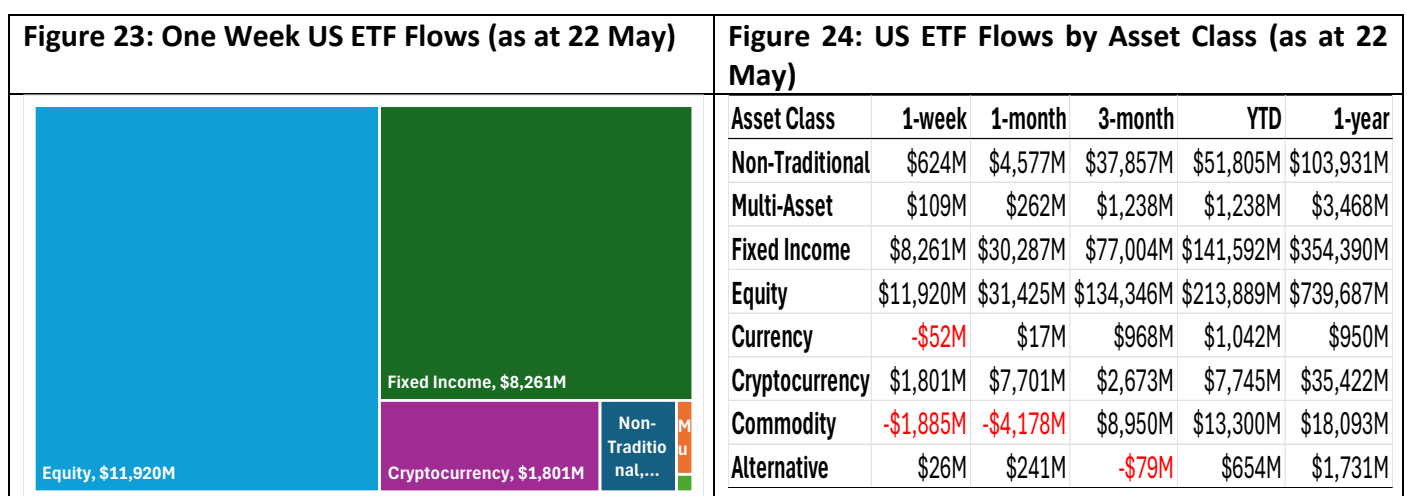 Figure 23: One Week US ETF Flows (as at 22 May)
Figure 24: US ETF Flows by Asset Class (as at 22
May)
Equity, $11,920M
Fixed Income, $8,261M
Cryptocurrency, $1,801M
Non-
Traditio
nal,...
M
u
Asset Class 1-week 1-month 3-month YTD 1-year
Non-Traditional $624M $4,577M $37,857M $51,805M $103,931M
Multi-Asset $109M $262M $1,238M $1,238M $3,468M
Fixed Income $8,261M $30,287M $77,004M $141,592M $354,390M
Equity $11,920M $31,425M $134,346M $213,889M $739,687M
Currency -$52M $17M $968M $1,042M $950M
Cryptocurrency $1,801M $7,701M $2,673M $7,745M $35,422M
Commodity -$1,885M -$4,178M $8,950M $13,300M $18,093M
Alternative $26M $241M -$79M $654M $1,731M